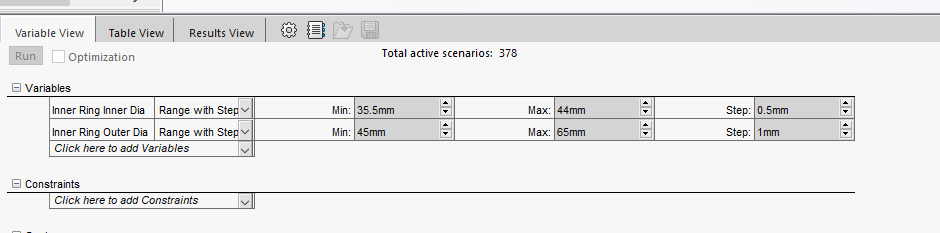 Variable View Table View Results View
Run Optimization Total active scenarios: 378
Variables
Inner Ring Inner Dia Range with Step Min: 35.5mm Max: 44mm Step: 0.5mm
Inner Ring Outer Dia Range with Step Min: 45mm Max: 65mm Step: 1mm
Click here to add Variables
Constraints
Click here to add Constraints